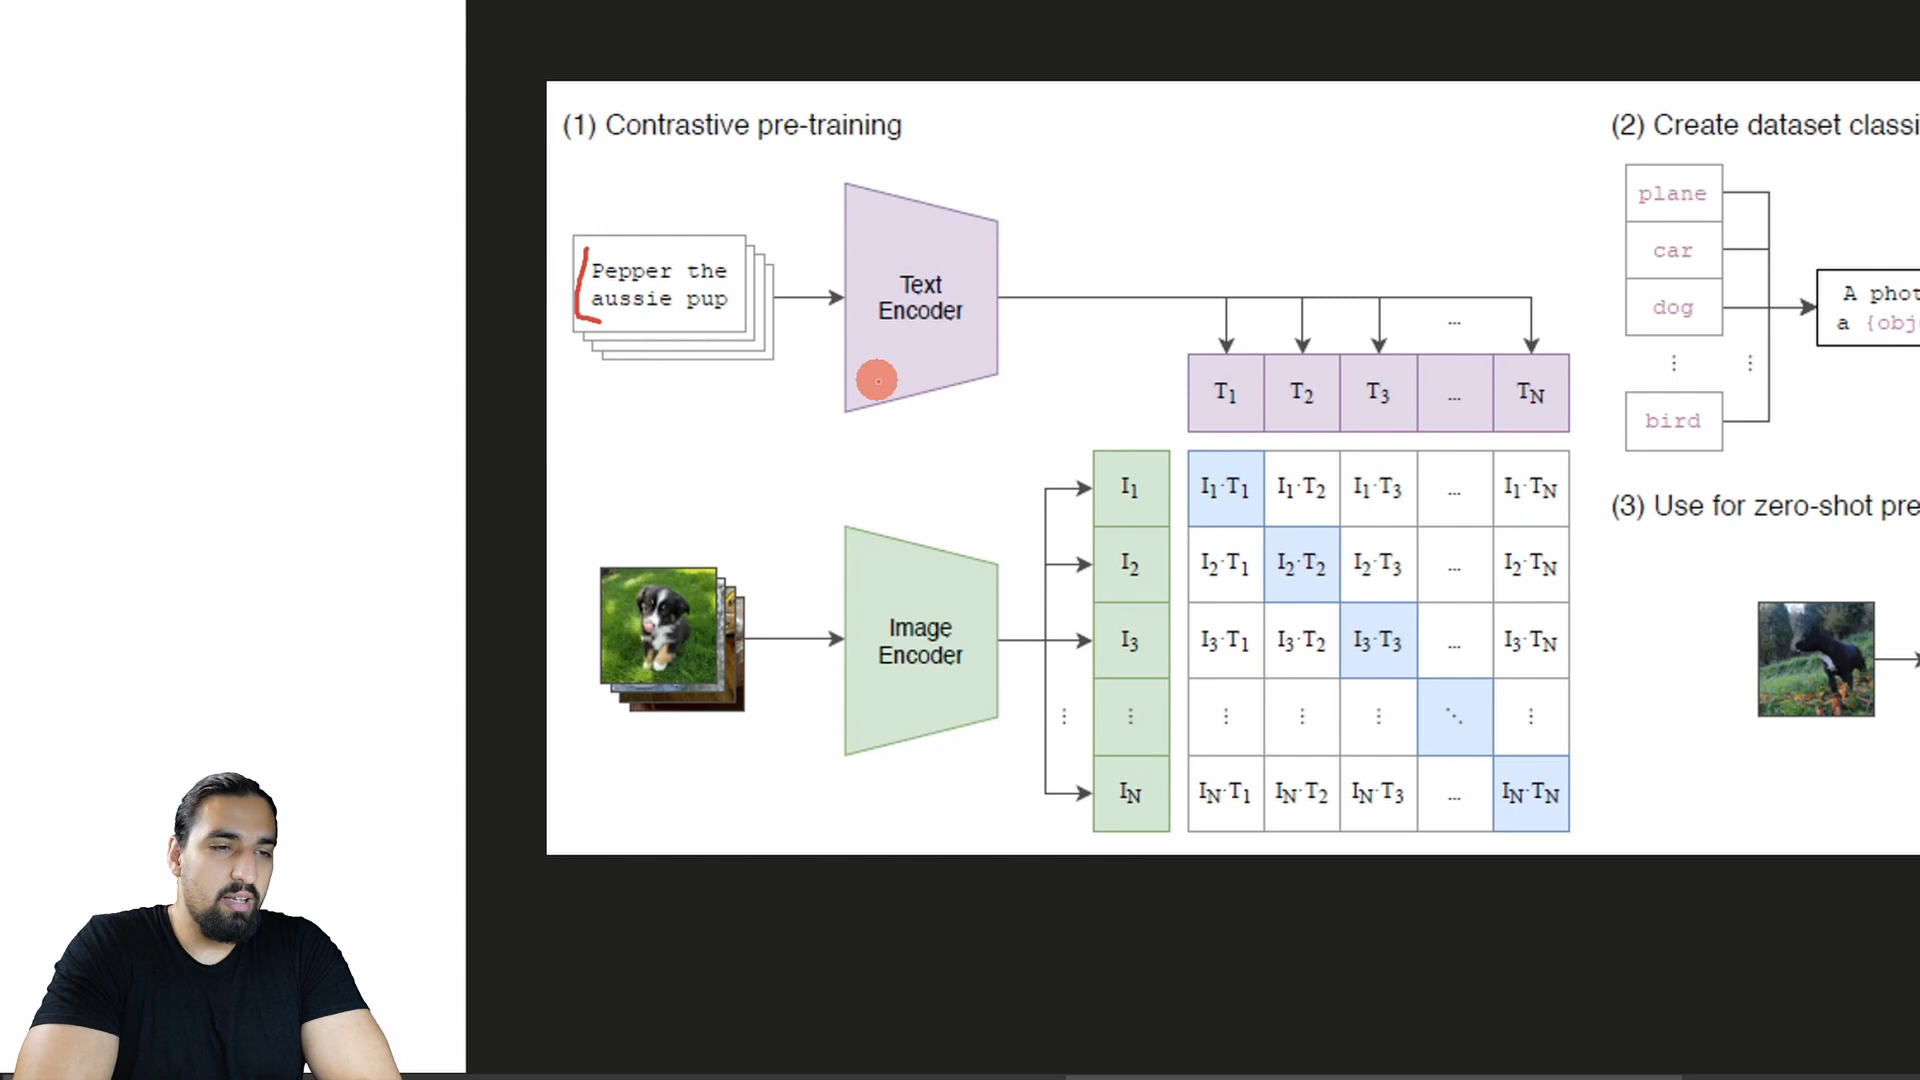 (1) Contrastive pre-training
Pepper the
aussie pup
Text
Encoder
...
T1 T2 T3 ... TN
Image
Encoder
⋮
I1
I2
I3
⋮
IN
I1·T1 I1·T2 I1·T3 ... I1·TN
I2·T1 I2·T2 I2·T3 ... I2·TN
I3·T1 I3·T2 I3·T3 ... I3·TN
⋮ ⋮ ⋮ ⋱ ⋮
IN·T1 IN·T2 IN·T3 ... IN·TN
(2) Create dataset classi
plane
car
dog
⋮ ⋮
bird
A phot
a {obj
(3) Use for zero-shot pre